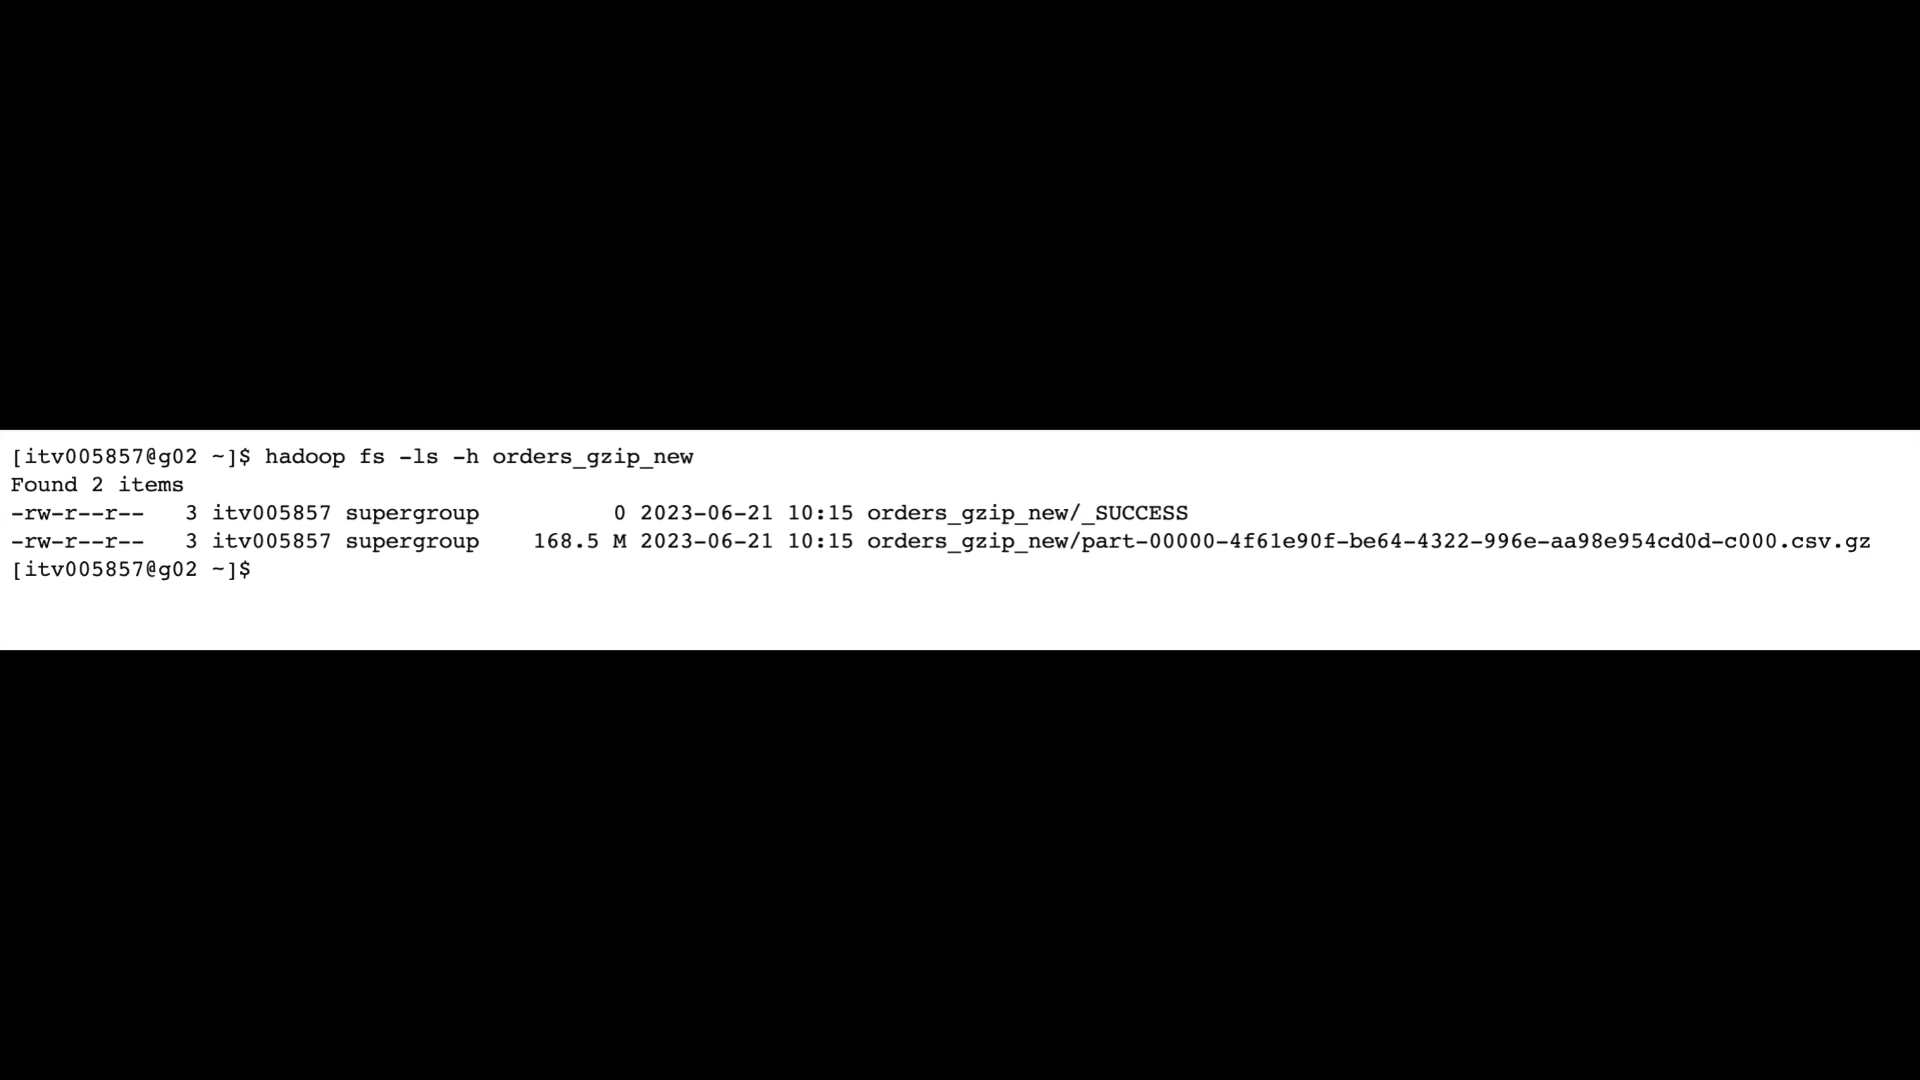 [itv005857@g02 ~]$ hadoop fs -ls -h orders_gzip_new
Found 2 items
-rw-r--r--   3 itv005857 supergroup          0 2023-06-21 10:15 orders_gzip_new/_SUCCESS
-rw-r--r--   3 itv005857 supergroup    168.5 M 2023-06-21 10:15 orders_gzip_new/part-00000-4f61e90f-be64-4322-996e-aa98e954cd0d-c000.csv.gz
[itv005857@g02 ~]$